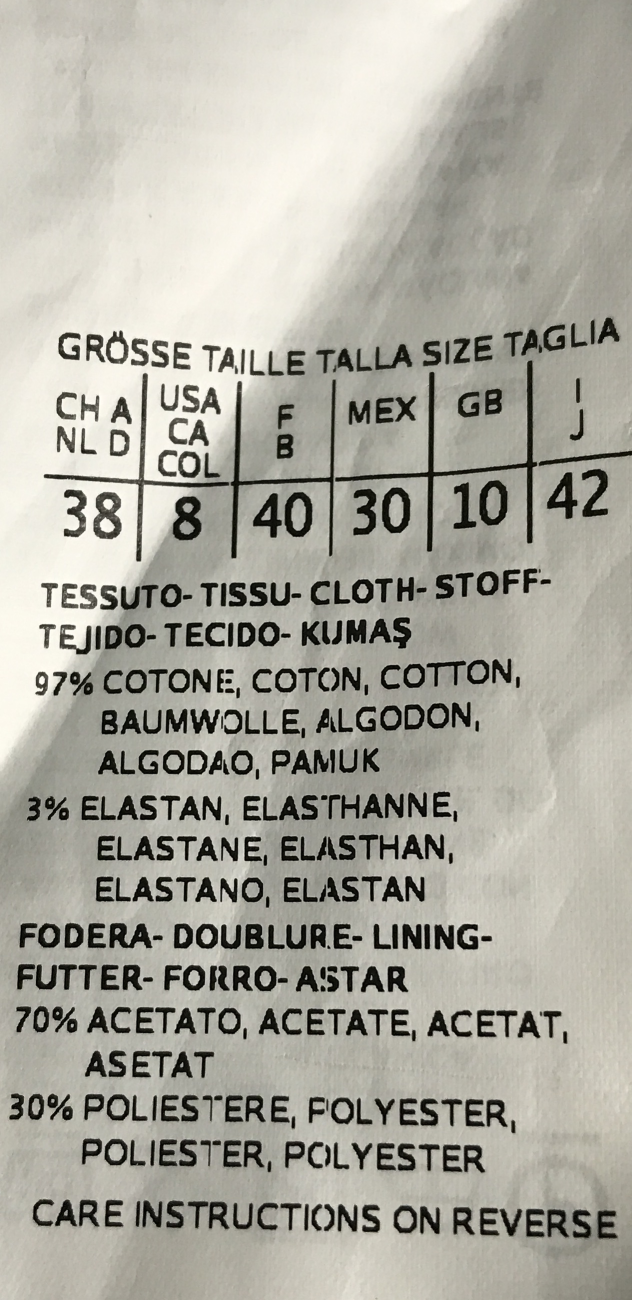 GRÖSSE TAILLE TALLA SIZE TAGLIA
CH A USA F MEX GB I
NL D CA B J
COL
38 8 40 30 10 42
TESSUTO- TISSU- CLOTH- STOFF-
TEJIDO- TECIDO- KUMAŞ
97% COTONE, COTON, COTTON,
BAUMWOLLE, ALGODON,
ALGODAO, PAMUK
3% ELASTAN, ELASTHANNE,
ELASTANE, ELASTHAN,
ELASTANO, ELASTAN
FODERA- DOUBLURE- LINING-
FUTTER- FORRO- ASTAR
70% ACETATO, ACETATE, ACETAT,
ASETAT
30% POLIESTERE, POLYESTER,
POLIESTER, POLYESTER
CARE INSTRUCTIONS ON REVERSE